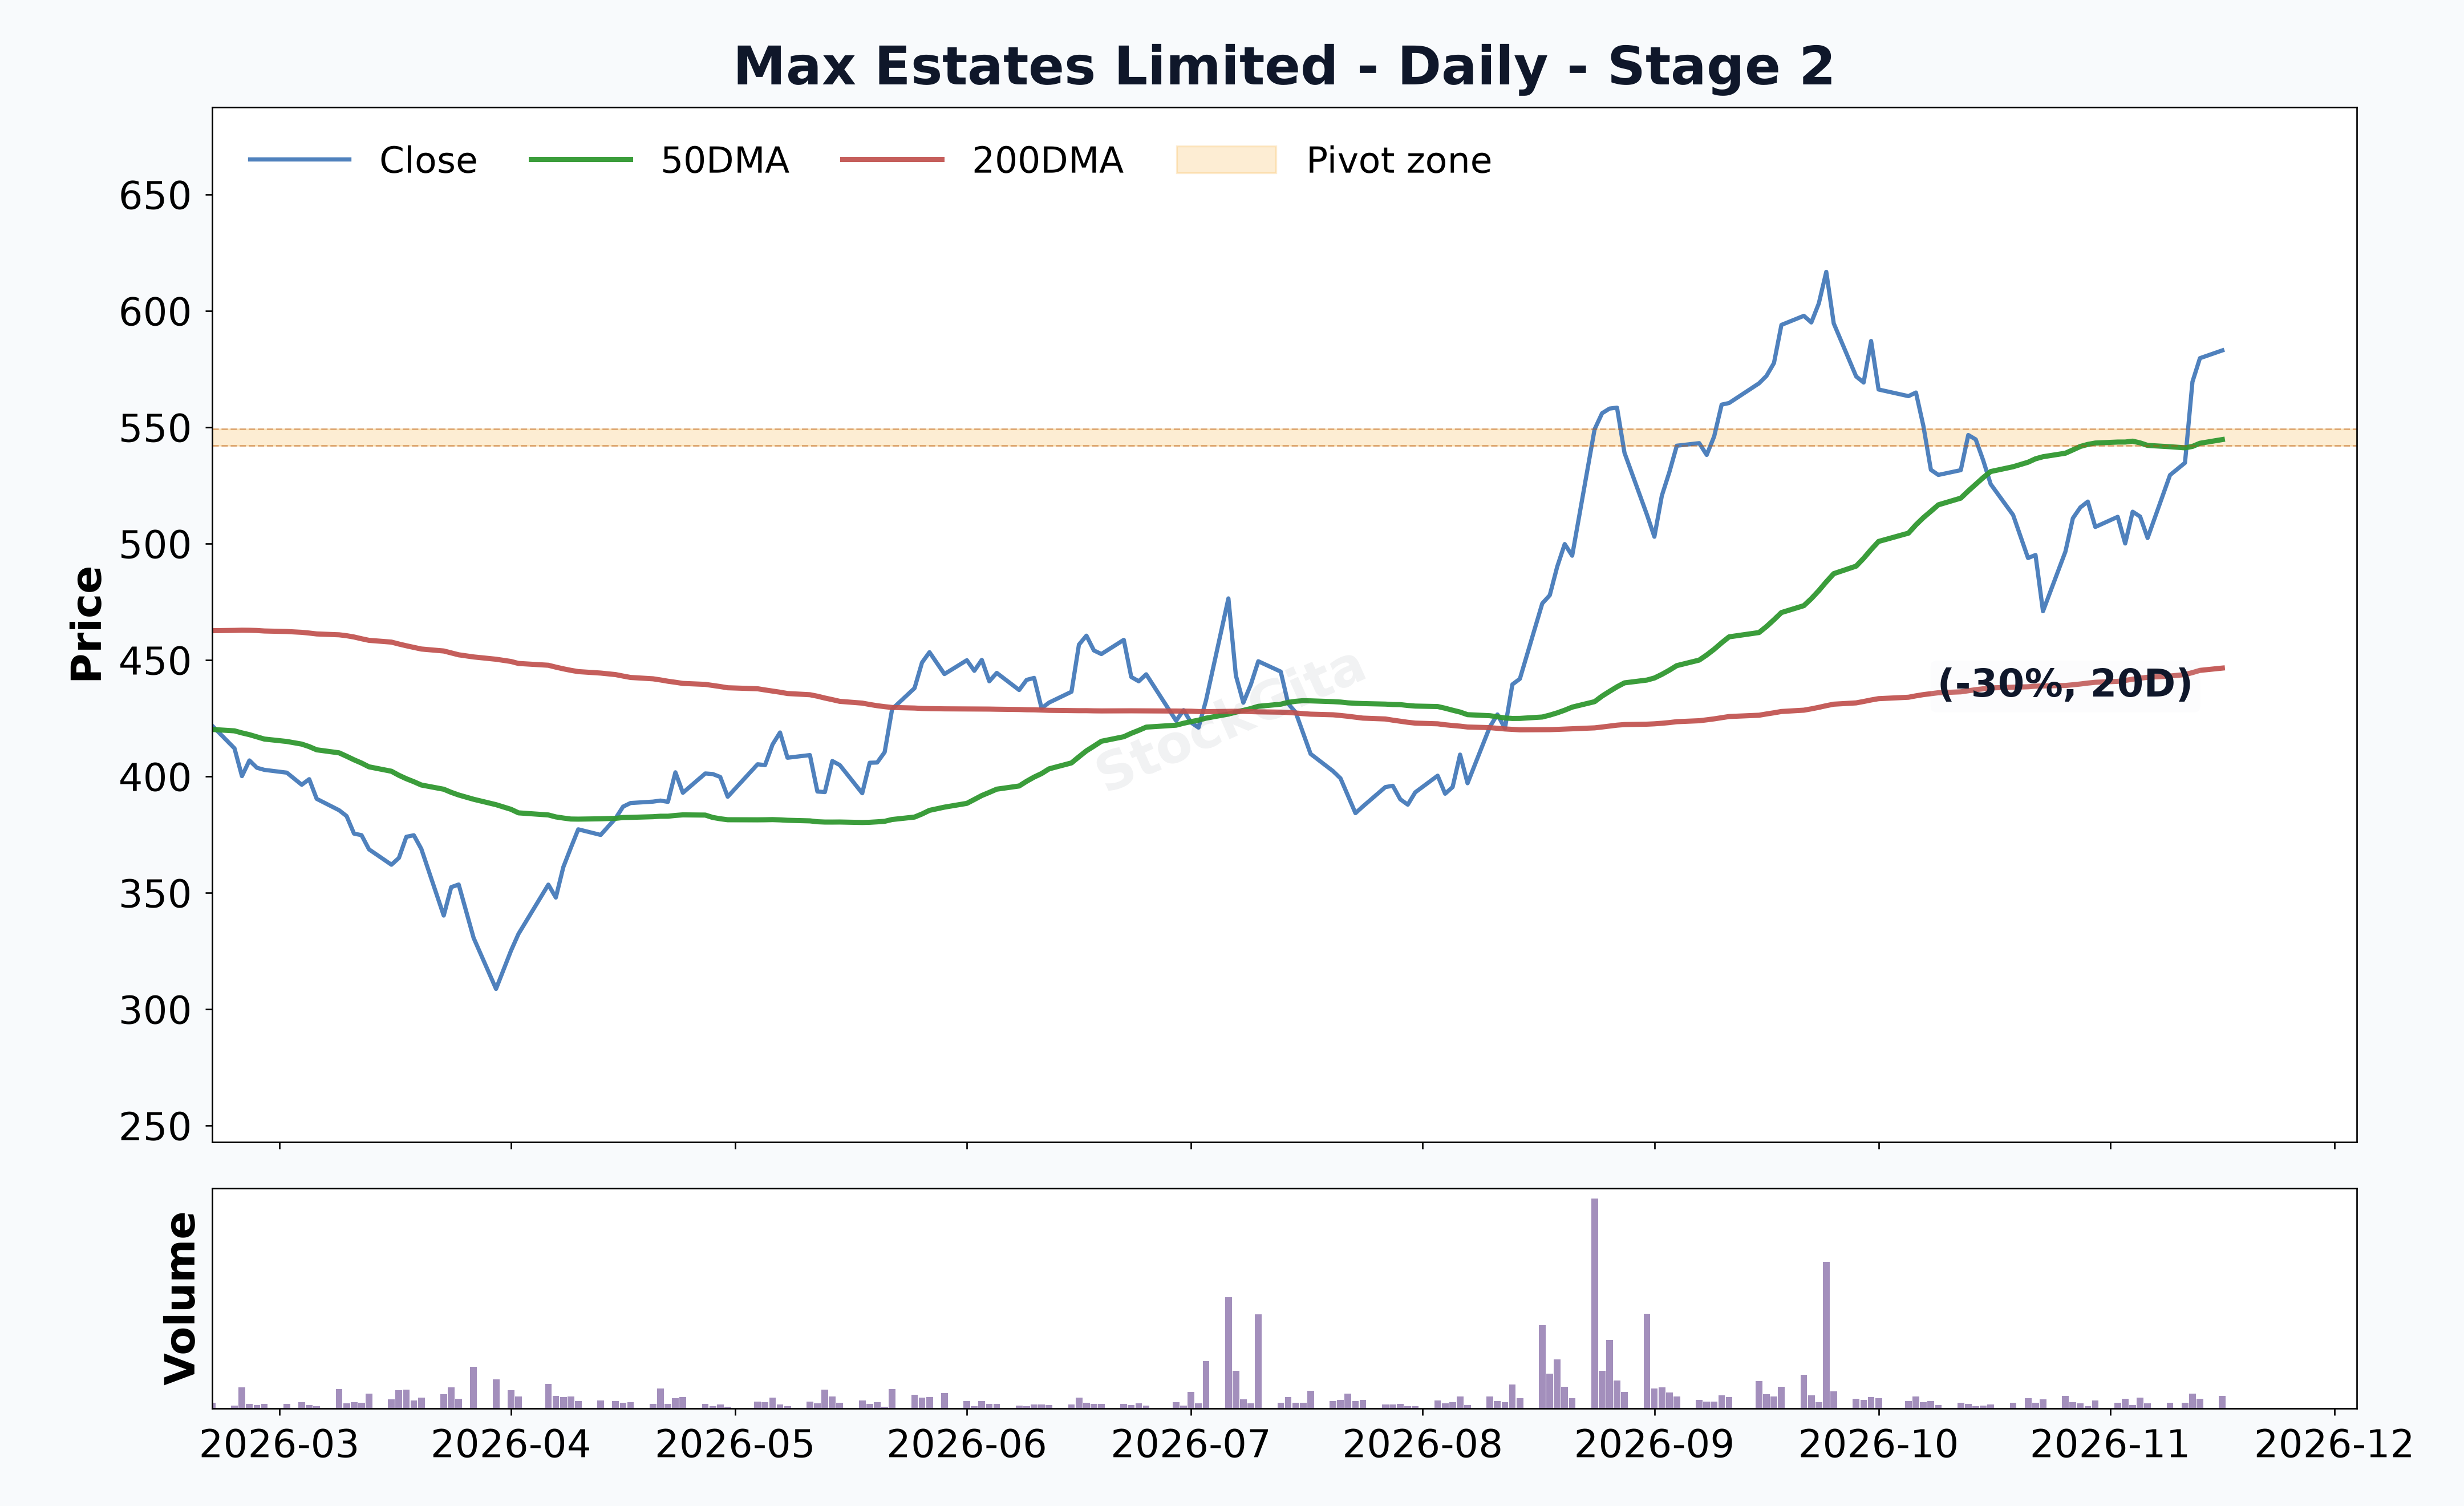 Max Estates Limited - Daily - Stage 2
Close 50DMA 200DMA Pivot zone
Price
650
600
550
500
450
400
350
300
250
(-30%, 20D)
StockGita
Volume
2026-03 2026-04 2026-05 2026-06 2026-07 2026-08 2026-09 2026-10 2026-11 2026-12